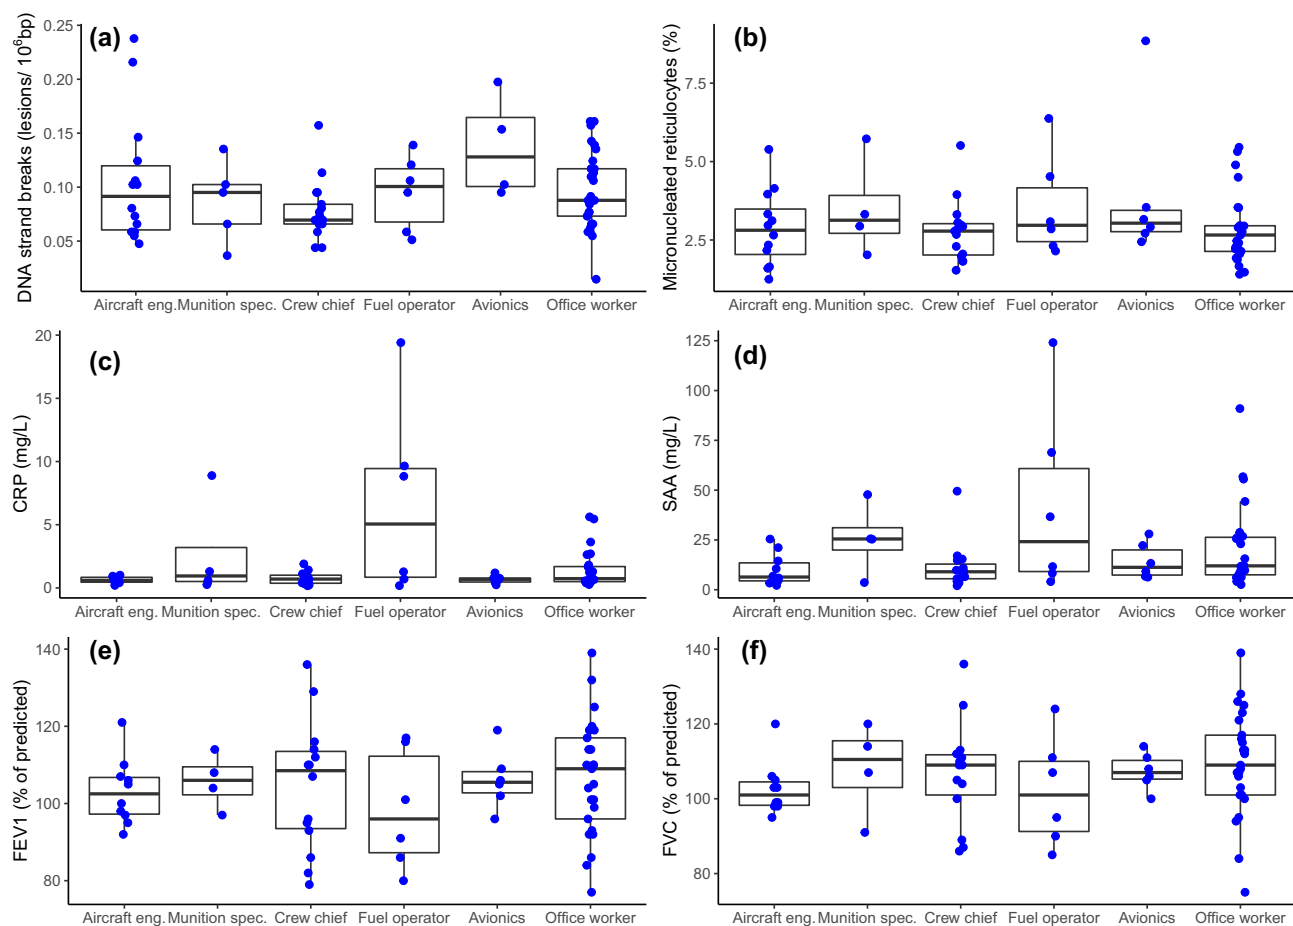 (a)
DNA strand breaks (lesions/ 10⁶bp)
0.25
0.20
0.15
0.10
0.05
Aircraft eng. Munition spec. Crew chief Fuel operator Avionics Office worker
(b)
Micronucleated reticulocytes (%)
7.5
5.0
2.5
Aircraft eng. Munition spec. Crew chief Fuel operator Avionics Office worker
(c)
CRP (mg/L)
20
15
10
5
0
Aircraft eng. Munition spec. Crew chief Fuel operator Avionics Office worker
(d)
SAA (mg/L)
125
100
75
50
25
0
Aircraft eng. Munition spec. Crew chief Fuel operator Avionics Office worker
(e)
FEV1 (% of predicted)
140
120
100
80
Aircraft eng. Munition spec. Crew chief Fuel operator Avionics Office worker
(f)
FVC (% of predicted)
140
120
100
80
Aircraft eng. Munition spec. Crew chief Fuel operator Avionics Office worker